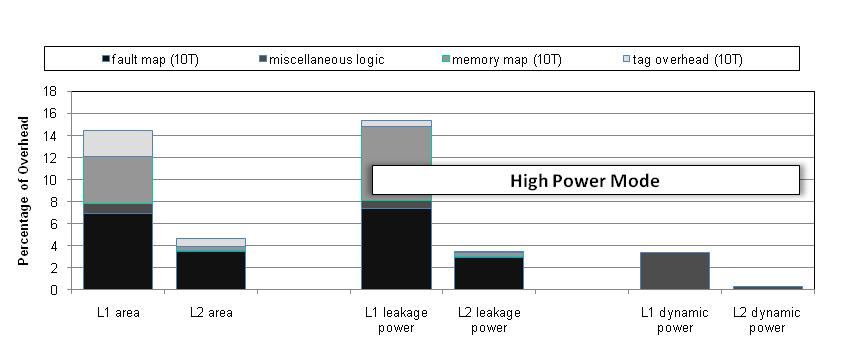 fault map (10T) miscellaneous logic memory map (10T) tag overhead (10T)
Percentage of Overhead
18
16
14
12
10
8
6
4
2
0
High Power Mode
L1 area L2 area L1 leakage power L2 leakage power L1 dynamic power L2 dynamic power